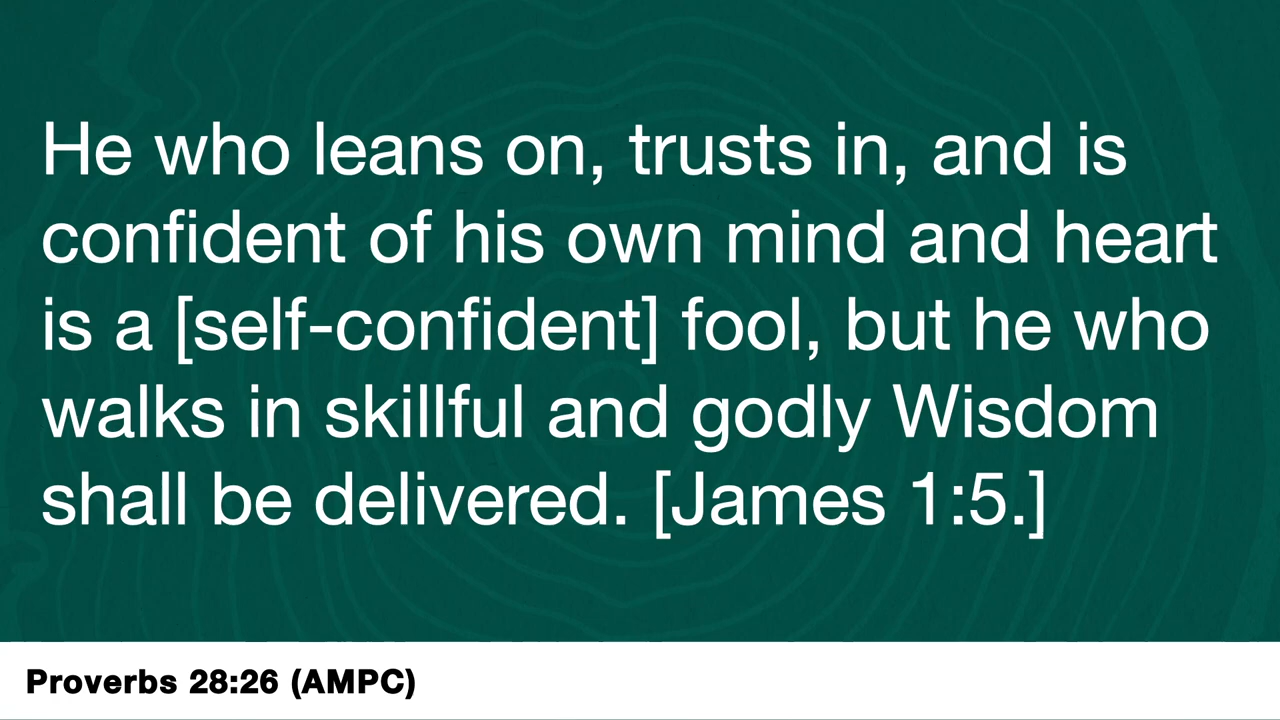 He who leans on, trusts in, and is
confident of his own mind and heart
is a [self-confident] fool, but he who
walks in skillful and godly Wisdom
shall be delivered. [James 1:5.]
Proverbs 28:26 (AMPC)